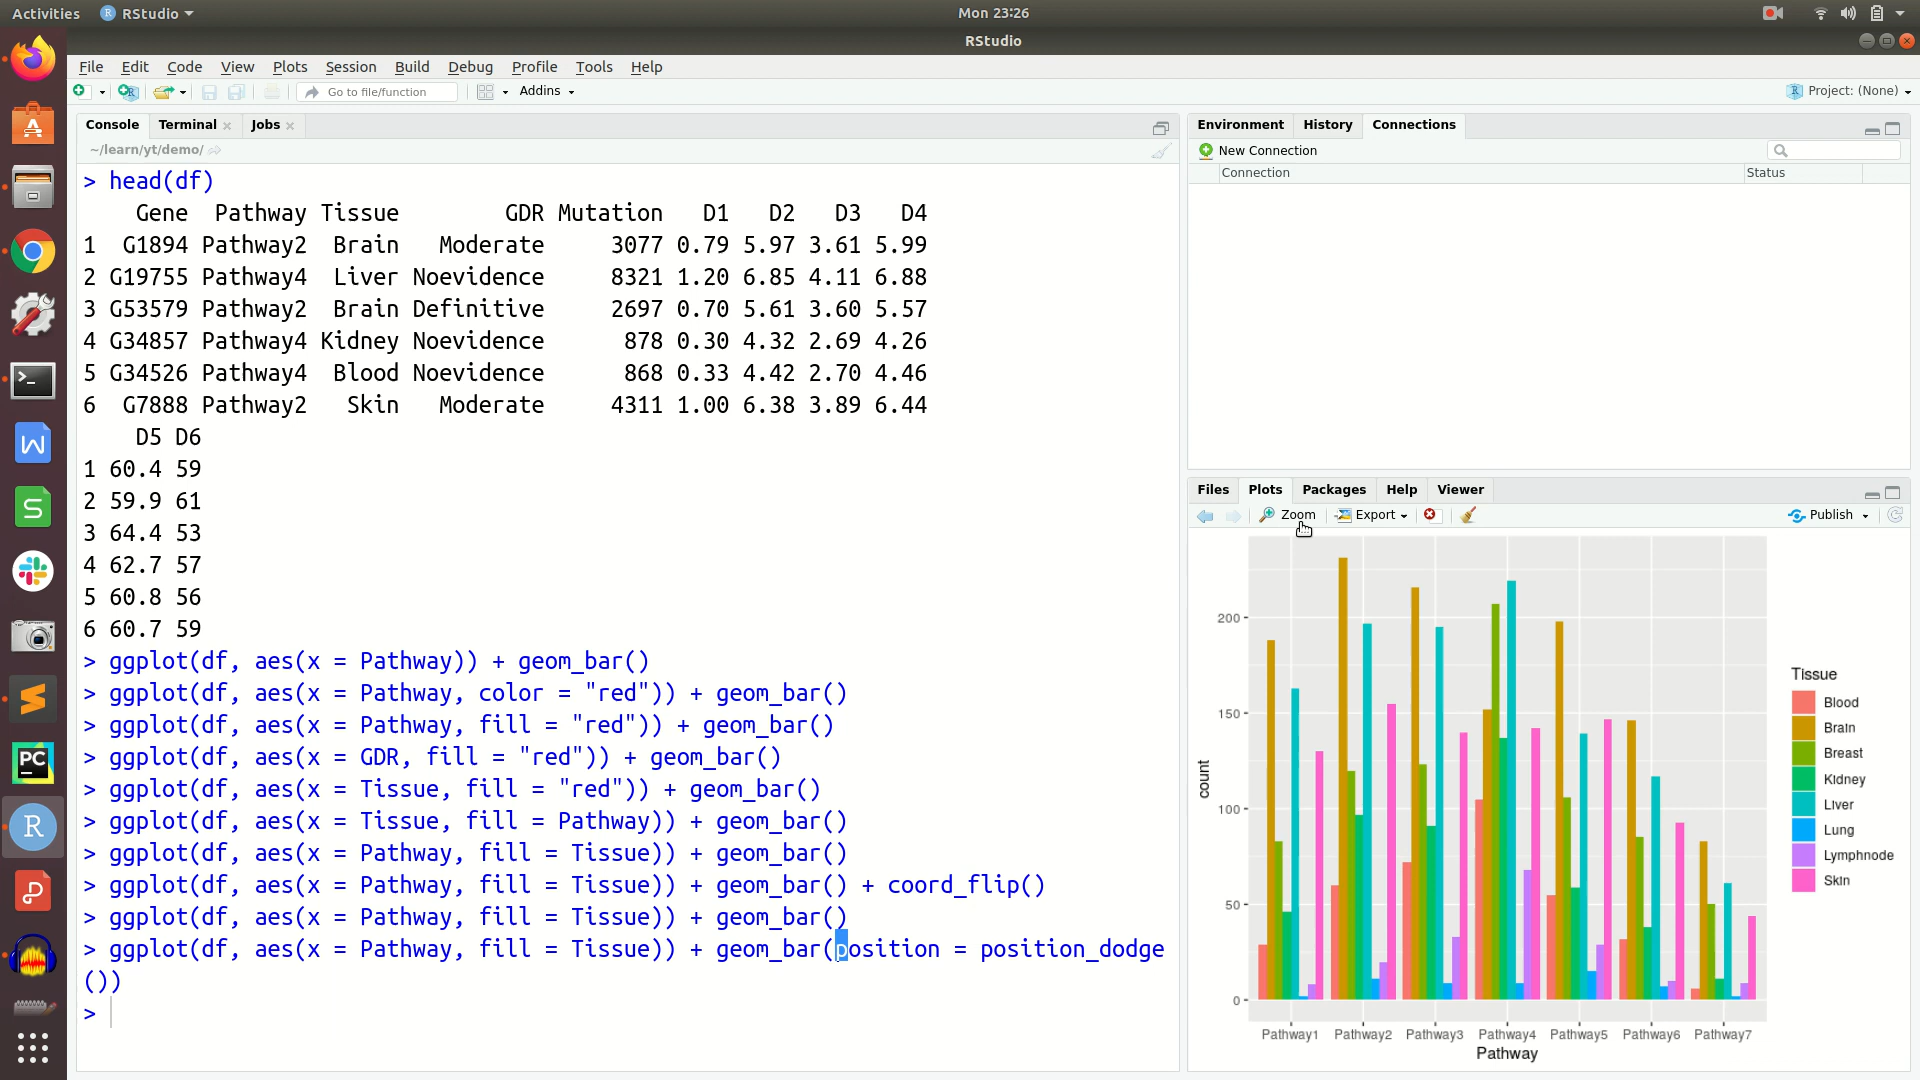 Activities RStudio Mon 23:26
RStudio
File Edit Code View Plots Session Build Debug Profile Tools Help
Go to file/function Addins Project: (None)
Console Terminal Jobs
~/learn/yt/demo/
> head(df)
Gene Pathway Tissue GDR Mutation D1 D2 D3 D4
1 G1894 Pathway2 Brain Moderate 3077 0.79 5.97 3.61 5.99
2 G19755 Pathway4 Liver Noevidence 8321 1.20 6.85 4.11 6.88
3 G53579 Pathway2 Brain Definitive 2697 0.70 5.61 3.60 5.57
4 G34857 Pathway4 Kidney Noevidence 878 0.30 4.32 2.69 4.26
5 G34526 Pathway4 Blood Noevidence 868 0.33 4.42 2.70 4.46
6 G7888 Pathway2 Skin Moderate 4311 1.00 6.38 3.89 6.44
D5 D6
1 60.4 59
2 59.9 61
3 64.4 53
4 62.7 57
5 60.8 56
6 60.7 59
> ggplot(df, aes(x = Pathway)) + geom_bar()
> ggplot(df, aes(x = Pathway, color = "red")) + geom_bar()
> ggplot(df, aes(x = Pathway, fill = "red")) + geom_bar()
> ggplot(df, aes(x = GDR, fill = "red")) + geom_bar()
> ggplot(df, aes(x = Tissue, fill = "red")) + geom_bar()
> ggplot(df, aes(x = Tissue, fill = Pathway)) + geom_bar()
> ggplot(df, aes(x = Pathway, fill = Tissue)) + geom_bar()
> ggplot(df, aes(x = Pathway, fill = Tissue)) + geom_bar() + coord_flip()
> ggplot(df, aes(x = Pathway, fill = Tissue)) + geom_bar()
> ggplot(df, aes(x = Pathway, fill = Tissue)) + geom_bar(position = position_dodge
())
>
Environment History Connections
New Connection
Connection Status
Files Plots Packages Help Viewer
Zoom Export Publish
200
150
100
50
0
count
Pathway1 Pathway2 Pathway3 Pathway4 Pathway5 Pathway6 Pathway7
Pathway
Tissue
Blood
Brain
Breast
Kidney
Liver
Lung
Lymphnode
Skin
W
S
PC
R